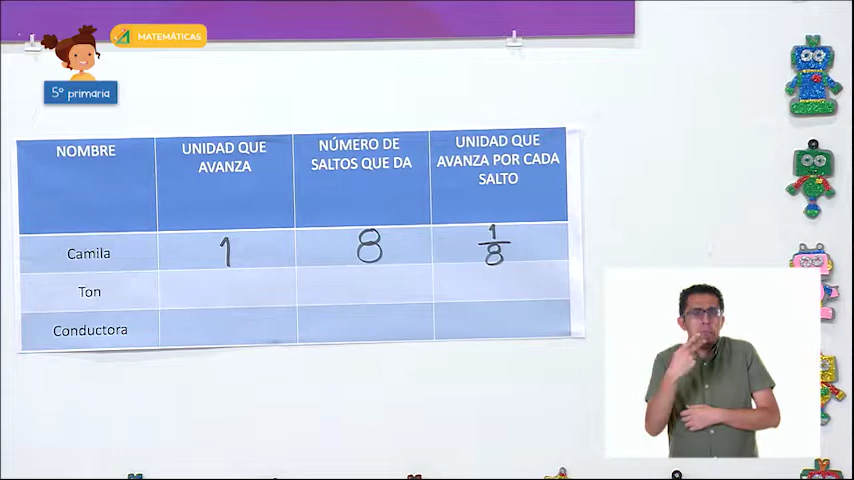 MATEMÁTICAS
5º primaria
NOMBRE
UNIDAD QUE
AVANZA
NÚMERO DE
SALTOS QUE DA
UNIDAD QUE
AVANZA POR CADA
SALTO
Camila
1
8
1/8
Ton
Conductora